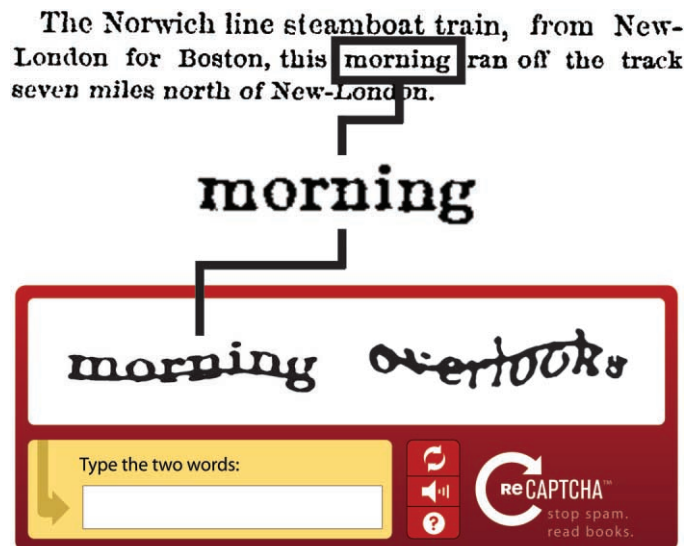 The Norwich line steamboat train, from New-
London for Boston, this morning ran off the track
seven miles north of New-London.
morning
morning overlooks
Type the two words:
?
ReCAPTCHA™
stop spam.
read books.